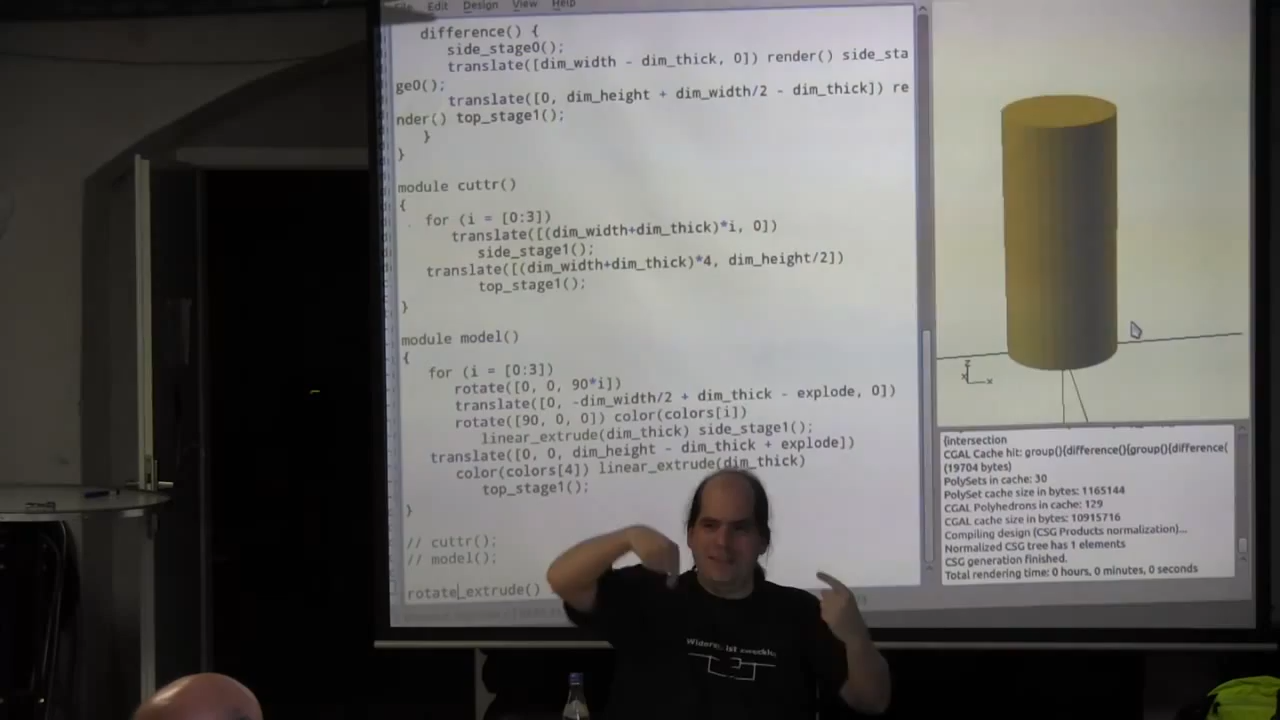 Edit Design View Help
difference() {
side_stage0();
translate([dim_width - dim_thick, 0]) render() side_sta
ge0();
translate([0, dim_height + dim_width/2 - dim_thick]) re
nder() top_stage1();
}
}
module cuttr()
{
for (i = [0:3])
translate([(dim_width+dim_thick)*i, 0])
side_stage1();
translate([(dim_width+dim_thick)*4, dim_height/2])
top_stage1();
}
module model()
{
for (i = [0:3])
rotate([0, 0, 90*i])
translate([0, -dim_width/2 + dim_thick - explode, 0])
rotate([90, 0, 0]) color(colors[i])
linear_extrude(dim_thick) side_stage1();
translate([0, 0, dim_height - dim_thick + explode])
color(colors[4]) linear_extrude(dim_thick)
top_stage1();
}
// cuttr();
// model();
rotate_extrude()
z
x
{intersection
CGAL Cache hit: group(){difference(){group(){difference(
(19704 bytes)
PolySets in cache: 30
PolySet cache size in bytes: 1165144
CGAL Polyhedrons in cache: 129
CGAL cache size in bytes: 10915716
Compiling design (CSG Products normalization)...
Normalized CSG tree has 1 elements
CSG generation finished.
Total rendering time: 0 hours, 0 minutes, 0 seconds
ist